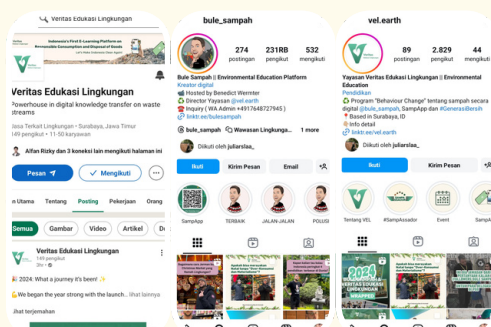 Veritas Edukasi Lingkungan
Indonesia's First E-Learning Platform on
Responsible Consumption and Disposal of Goods.
Veritas Edukasi Lingkungan
Powerhouse in digital knowledge transfer on waste
streams
Jasa Terkait Lingkungan • Surabaya, Jawa Timur
149 pengikut • 11-50 karyawan
Alfan Rizky dan 3 koneksi lain mengikuti halaman ini
Pesan
Mengikuti
Utama Tentang Posting Pekerjaan Orang
Semua Gambar Video Artikel
Veritas Edukasi Lingkungan
149 pengikut
2024: What a journey it's been!
We began the year strong with the launch... lihat lainnya
Lihat terjemahan
bule_sampah
274 231RB 532
postingan pengikut mengikuti
Bule Sampah || Environmental
Education Platform
Kreator digital
Hosted by Benedict Wermter
Director Yayasan @vel.earth
Inquiry ( WA Admin +4917648727945 )
linktr.ee/bulesampah
bule_sampah Wawasan Lingkunga... 1 more
Diikuti oleh juliarslaa_
Ikuti Kirim Pesan Email
SampApp TERBAIK JALAN-JALAN POLUSI
vel.earth
89 2.829 44
postingan pengikut mengikuti
Yayasan Veritas Edukasi Lingkungan || Environmental
Education
Pendidikan
Program "Behaviour Change" tentang sampah secara
digital @bule_sampah, SampApp dan #GenerasiBersih
Based in Surabaya, ID
Info detail
linktr.ee/vel.earth
Diikuti oleh juliarslaa_
Ikuti Kirim Pesan
Tentang VEL #SampAssador Event
2024
WRAPPED